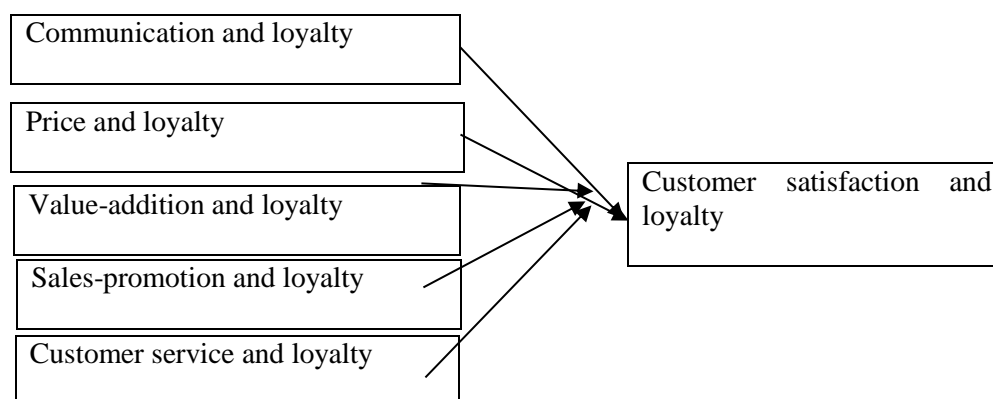 Communication and loyalty
Price and loyalty
Value-addition and loyalty
Sales-promotion and loyalty
Customer service and loyalty
Customer satisfaction and
loyalty